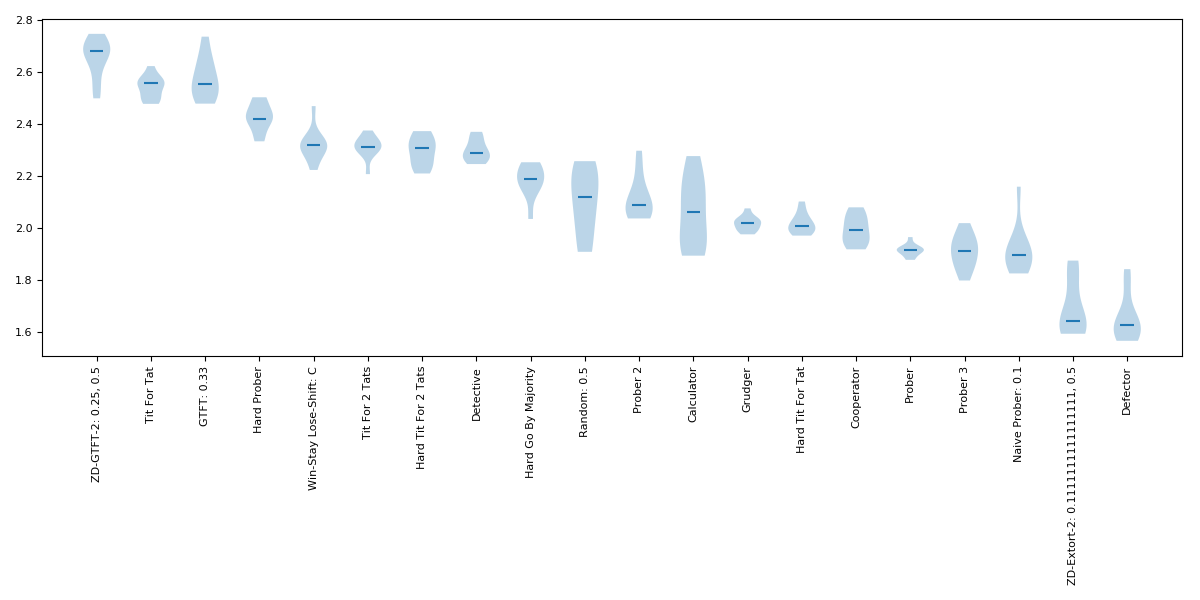 2.8
2.6
2.4
2.2
2.0
1.8
1.6
ZD-GTFT-2: 0.25, 0.5
Tit For Tat
GTFT: 0.33
Hard Prober
Win-Stay Lose-Shift: C
Tit For 2 Tats
Hard Tit For 2 Tats
Detective
Hard Go By Majority
Random: 0.5
Prober 2
Calculator
Grudger
Hard Tit For Tat
Cooperator
Prober
Prober 3
Naive Prober: 0.1
ZD-Extort-2: 0.1111111111111111, 0.5
Defector